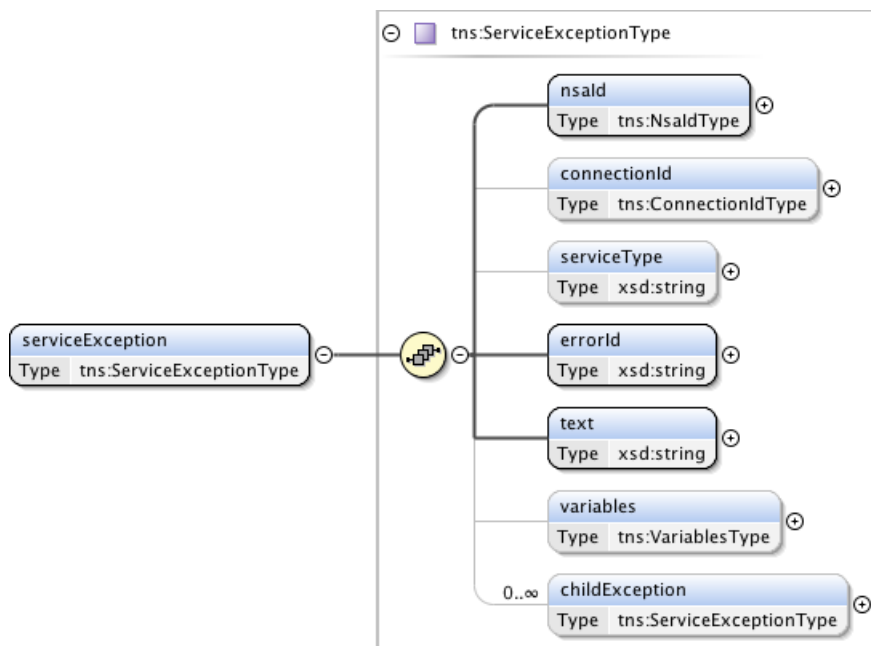 tns:ServiceExceptionType
nsaId
Type tns:NsaIdType
connectionId
Type tns:ConnectionIdType
serviceType
Type xsd:string
serviceException
Type tns:ServiceExceptionType
errorId
Type xsd:string
text
Type xsd:string
variables
Type tns:VariablesType
0..∞
childException
Type tns:ServiceExceptionType